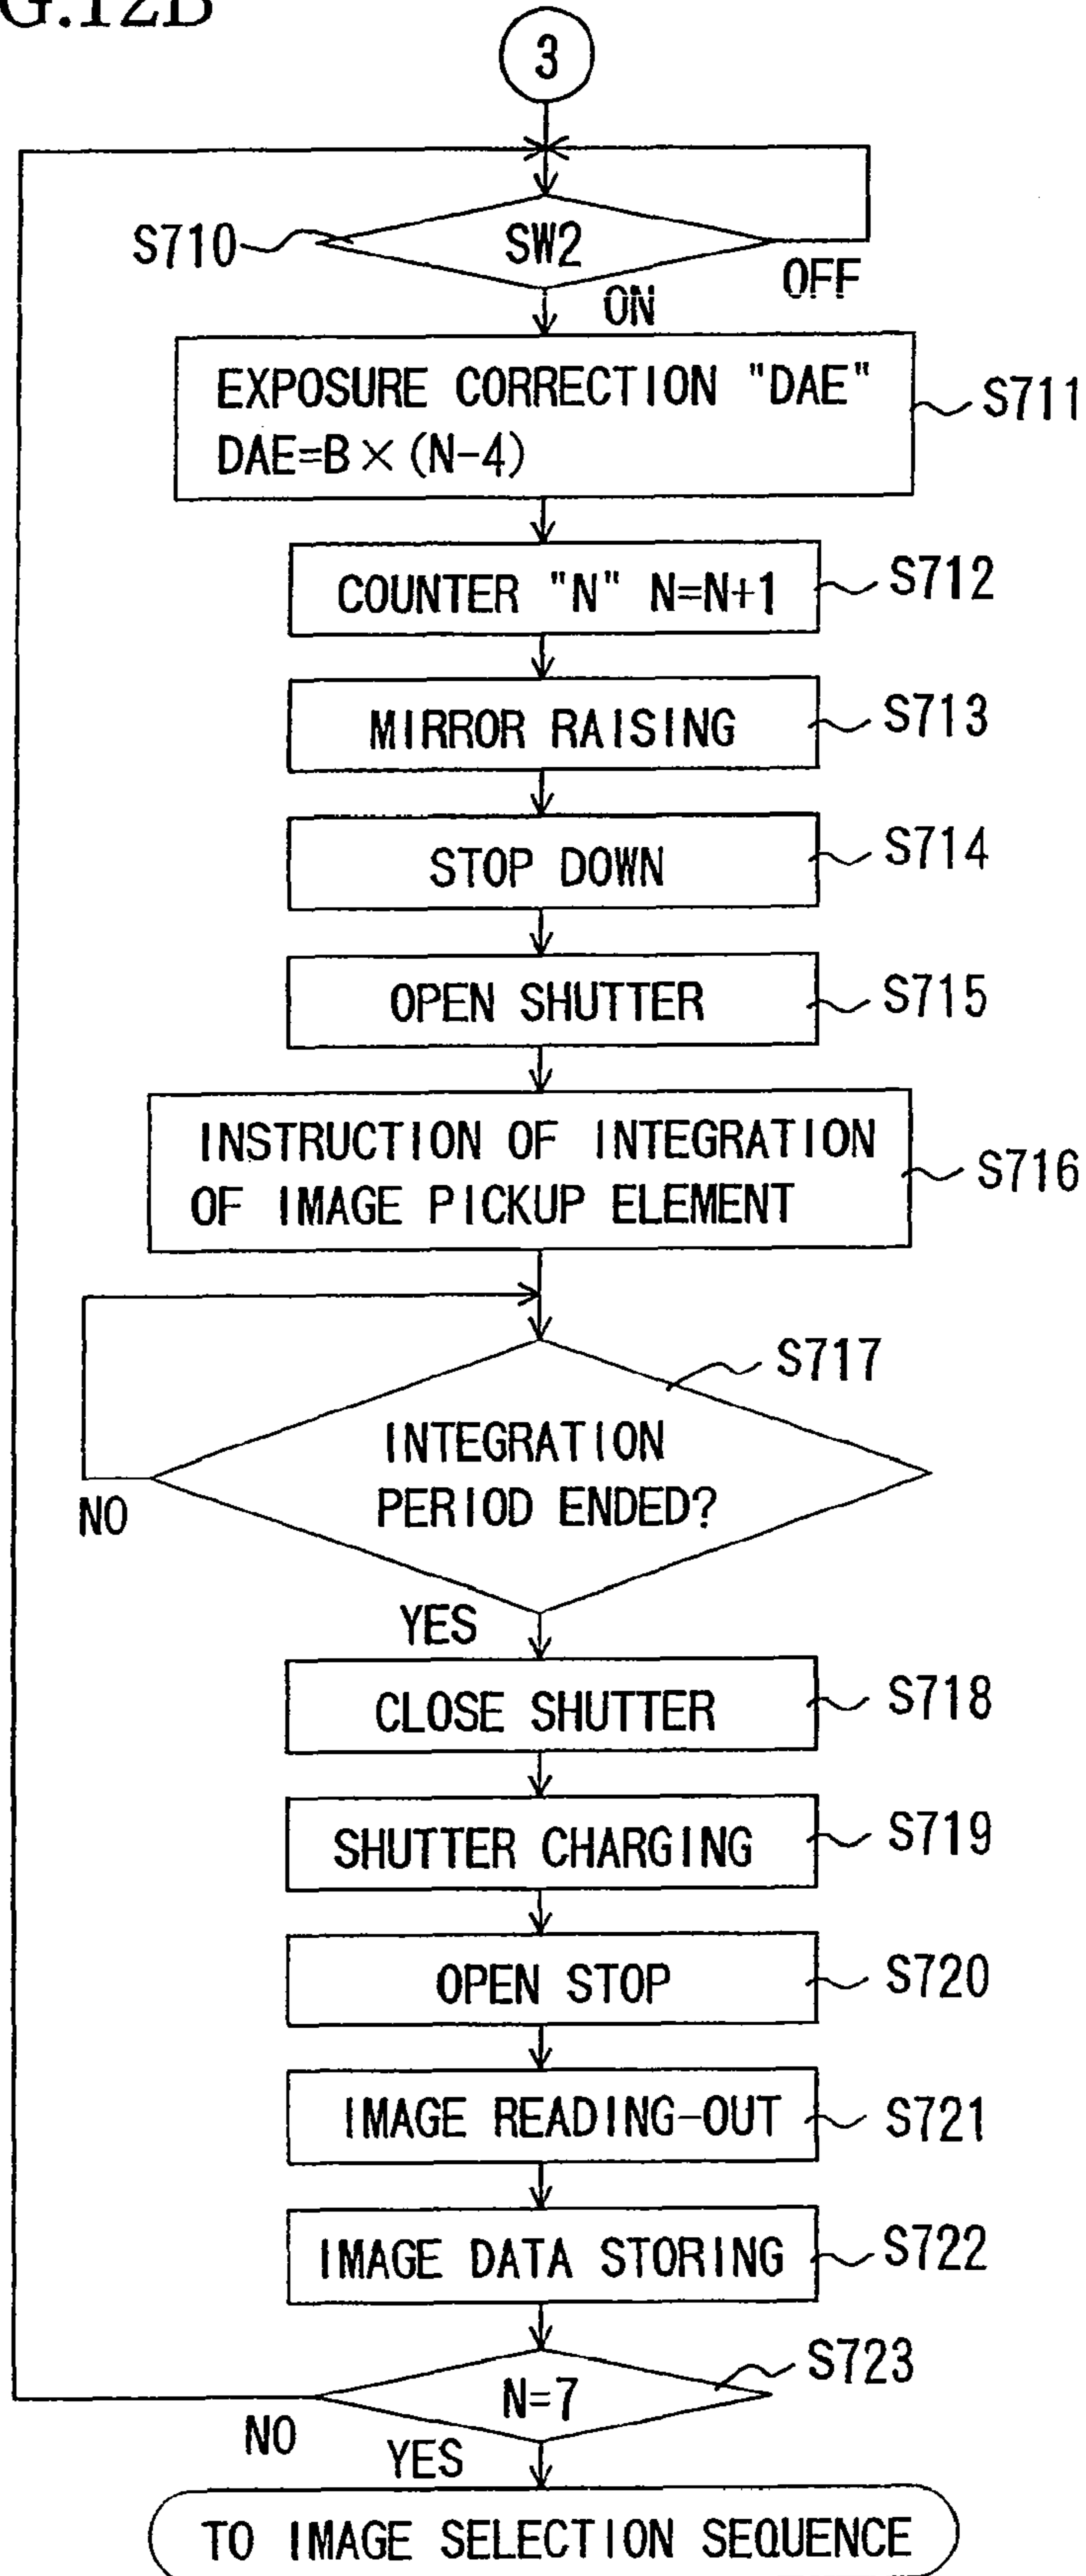 G.12B
3
S710
SW2
OFF
ON
EXPOSURE CORRECTION "DAE"
DAE=B×(N-4)
S711
COUNTER "N" N=N+1
S712
MIRROR RAISING
S713
STOP DOWN
S714
OPEN SHUTTER
S715
INSTRUCTION OF INTEGRATION
OF IMAGE PICKUP ELEMENT
S716
S717
INTEGRATION
PERIOD ENDED?
NO
YES
CLOSE SHUTTER
S718
SHUTTER CHARGING
S719
OPEN STOP
S720
IMAGE READING-OUT
S721
IMAGE DATA STORING
S722
S723
N=7
NO
YES
TO IMAGE SELECTION SEQUENCE